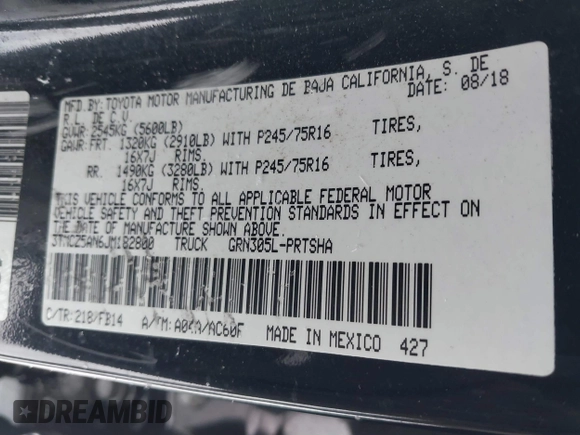 MFD.BY: TOYOTA MOTOR MANUFACTURING DE BAJA CALIFORNIA, S. DE
R.L. DE C.V. DATE: 08/18
GVWR 2545KG (5600LB)
GAWR: FRT. 1320KG (2910LB) WITH P245/75R16 TIRES,
16X7J RIMS.
RR. 1490KG (3280LB) WITH P245/75R16 TIRES,
16X7J RIMS.
THIS VEHICLE CONFORMS TO ALL APPLICABLE FEDERAL MOTOR
VEHICLE SAFETY AND THEFT PREVENTION STANDARDS IN EFFECT ON
THE DATE OF MANUFACTURE SHOWN ABOVE.
3TMCZ5AN6JM182800 TRUCK GRN305L-PRTSHA
C/TR: 218/FB14 A/TM: A04A/AC60F MADE IN MEXICO 427
DREAMBID